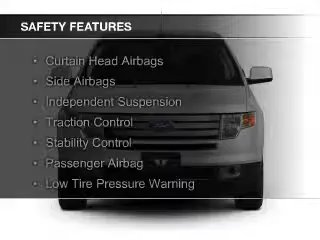 SAFETY FEATURES
• Curtain Head Airbags
• Side Airbags
• Independent Suspension
• Traction Control
• Stability Control
• Passenger Airbag
• Low Tire Pressure Warning